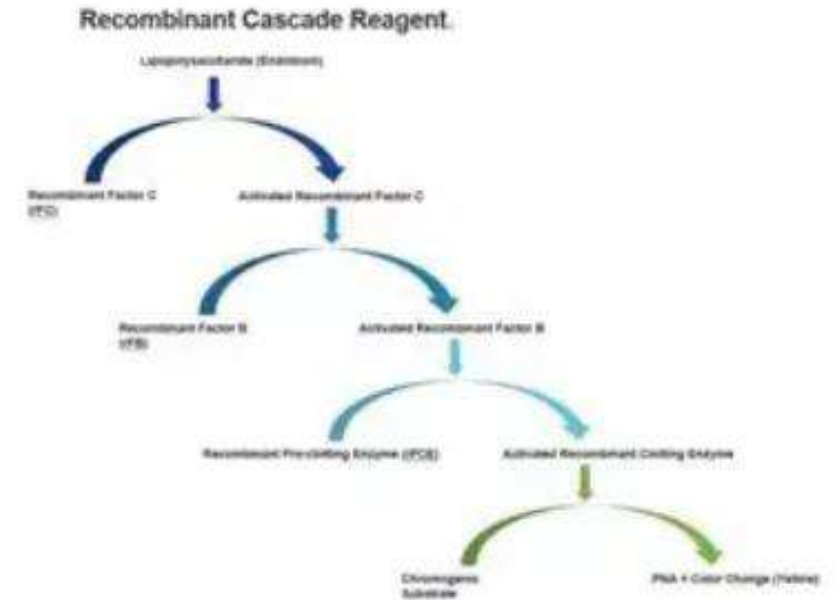 Recombinant Cascade Reagent.
Lipopolysaccharide (Endotoxin)
Recombinant Factor C
(rFC)
Activated Recombinant Factor C
Recombinant Factor B
(rFB)
Activated Recombinant Factor B
Recombinant Pro-clotting Enzyme (rPCE)
Activated Recombinant Clotting Enzyme
Chromogenic
Substrate
PNA + Color Change (Yellow)